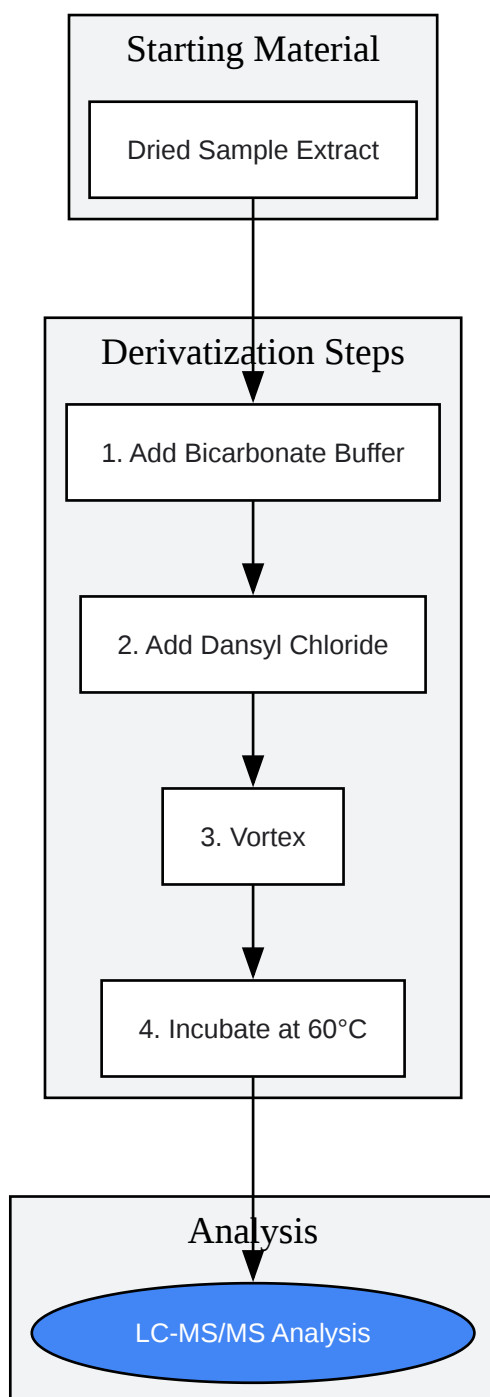 Starting Material
Dried Sample Extract
Derivatization Steps
1. Add Bicarbonate Buffer
2. Add Dansyl Chloride
3. Vortex
4. Incubate at 60°C
Analysis
LC-MS/MS Analysis